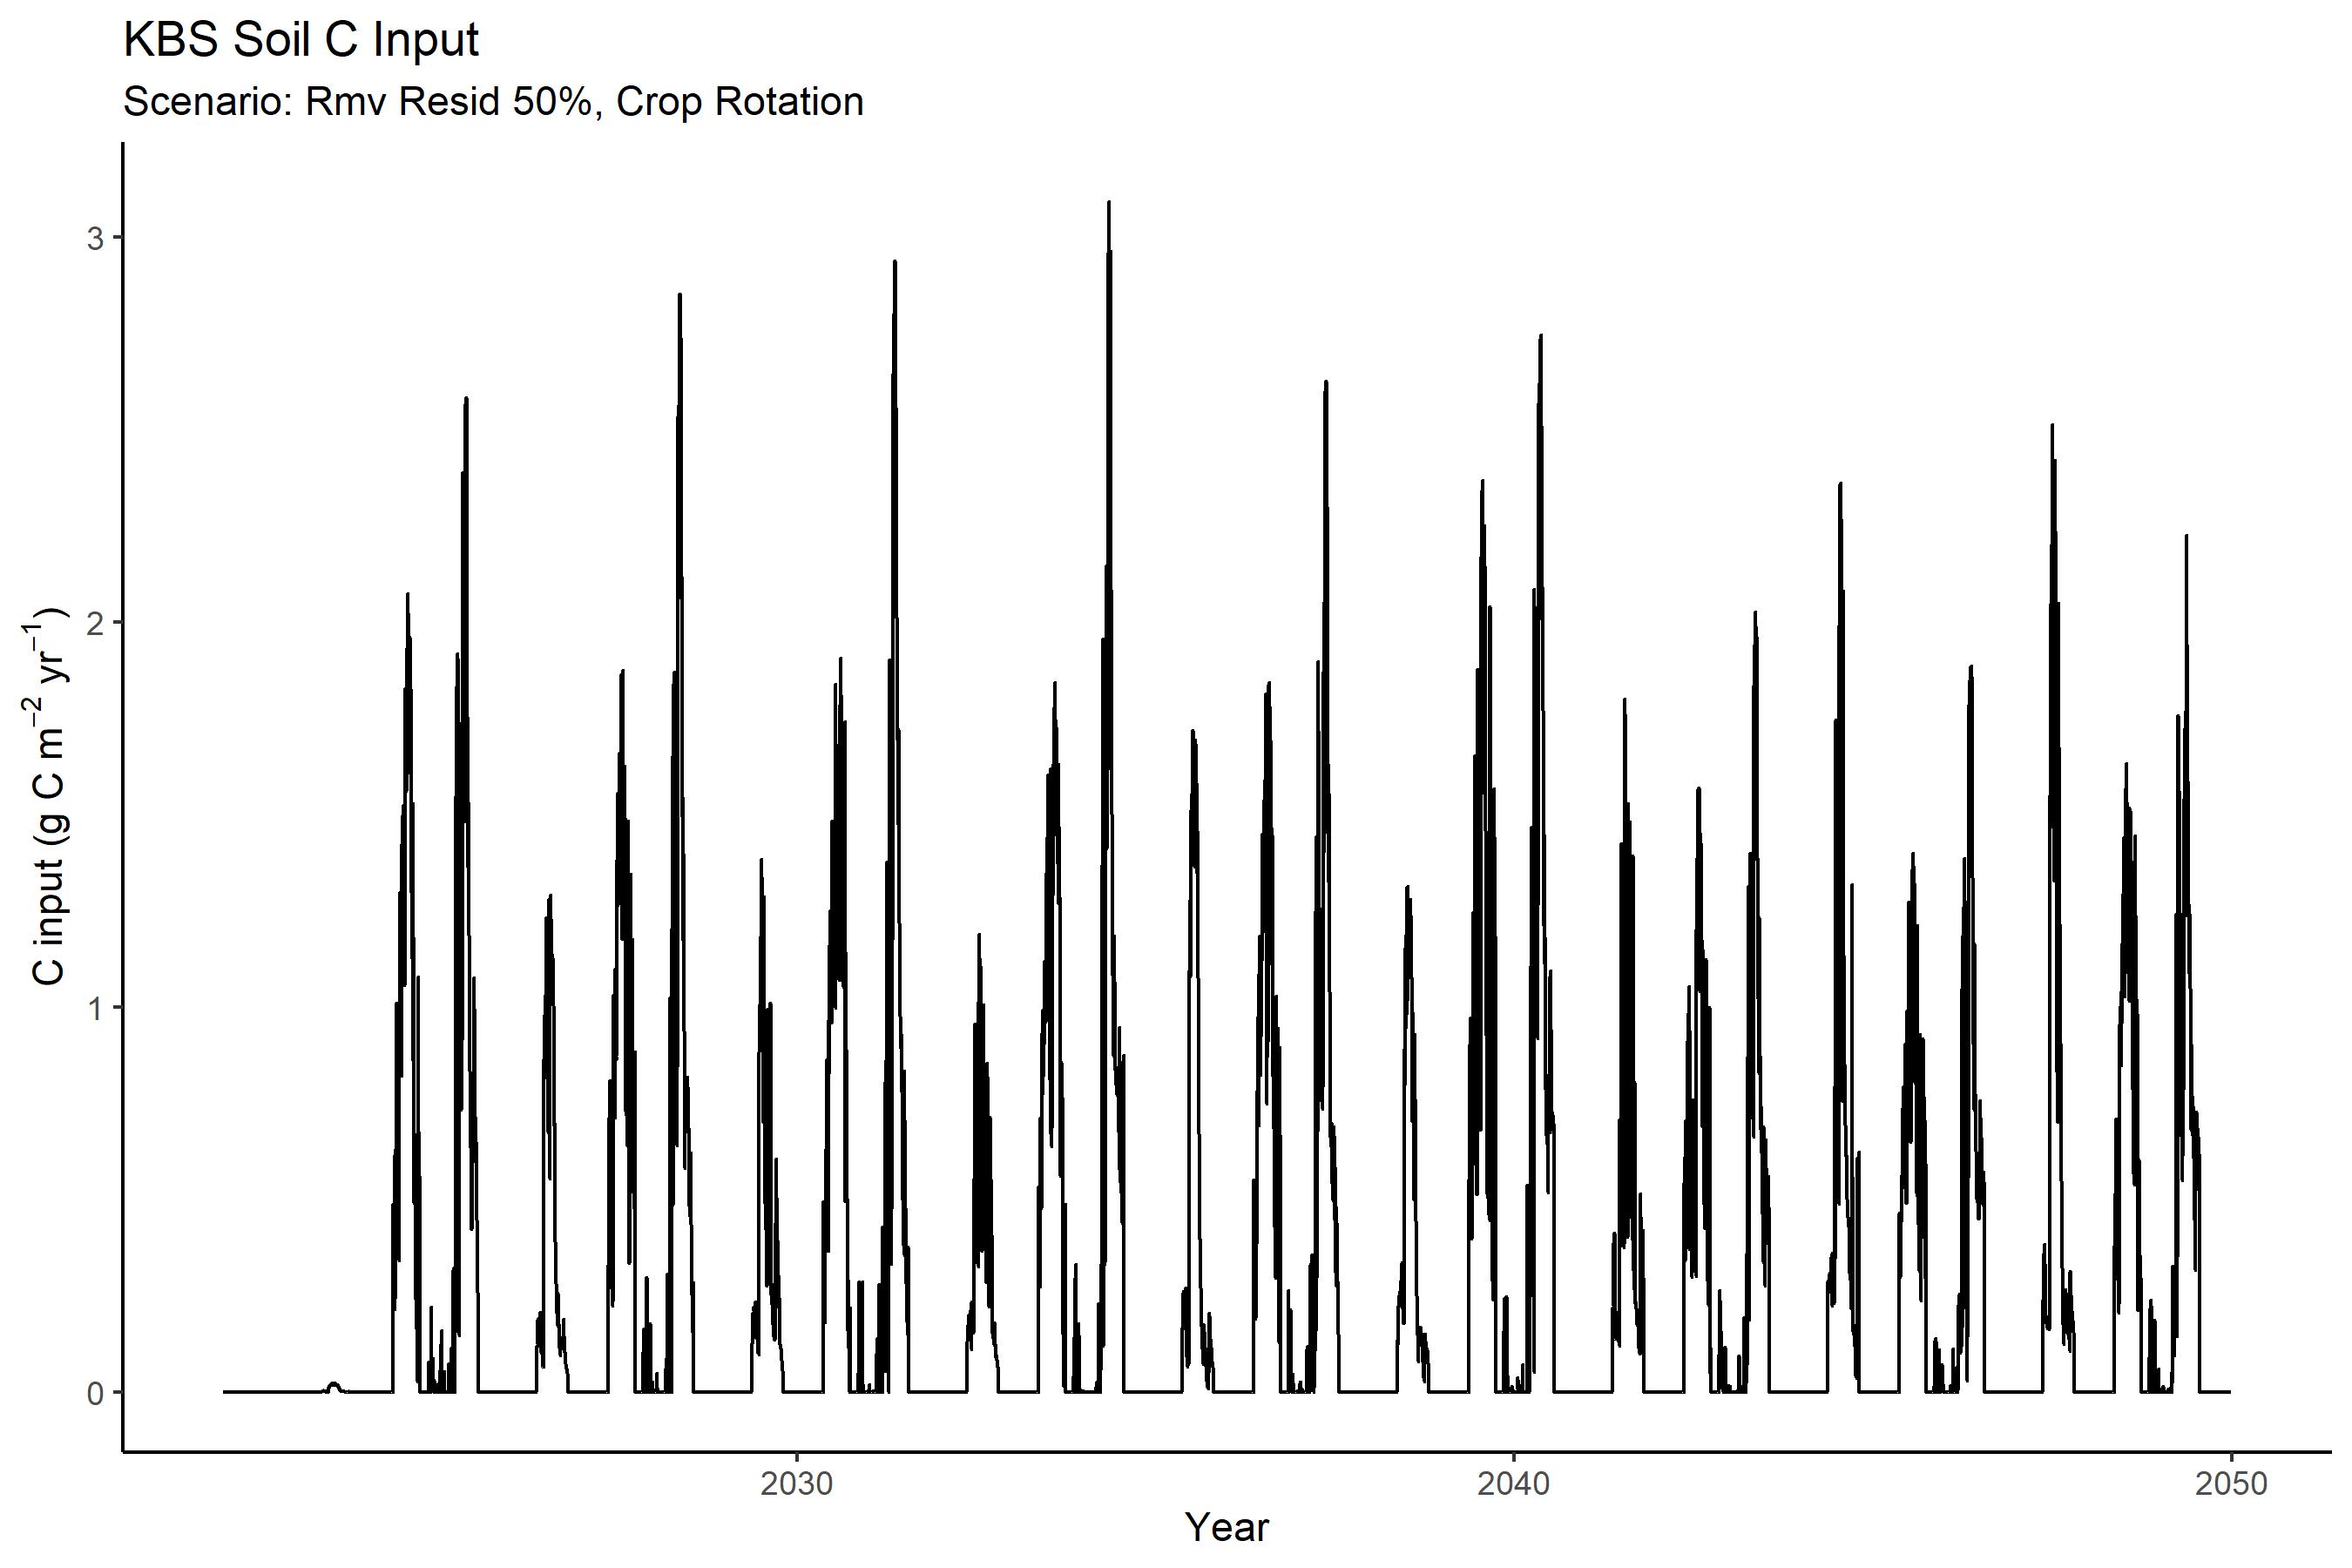 KBS Soil C Input
Scenario: Rmv Resid 50%, Crop Rotation
3
2
1
0
C input (g C m⁻² yr⁻¹)
2030
2040
2050
Year